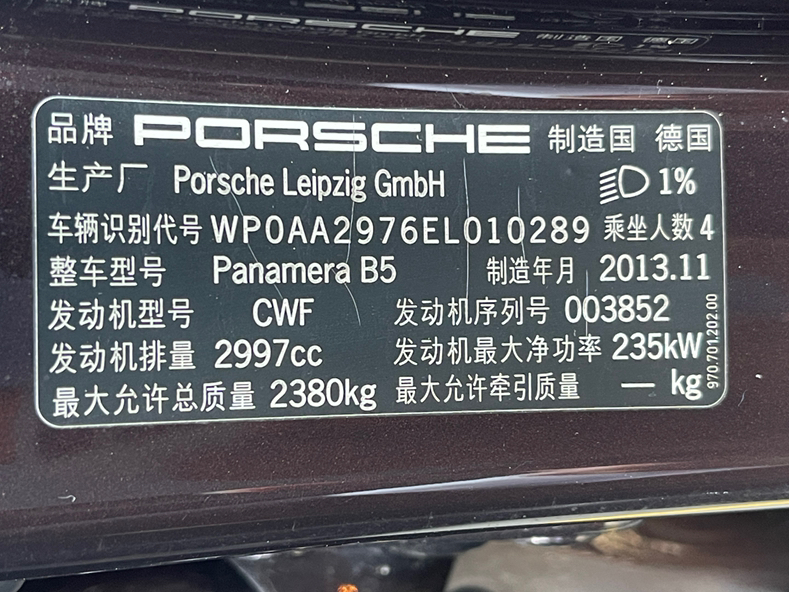 品牌 PORSCHE 制造国 德国
生产厂 Porsche Leipzig GmbH 1%
车辆识别代号 WP0AA2976EL010289 乘坐人数 4
整车型号 Panamera B5 制造年月 2013.11
发动机型号 CWF 发动机序列号 003852
发动机排量 2997cc 发动机最大净功率 235kW
最大允许总质量 2380kg 最大允许牵引质量 — kg
970.701.202.00